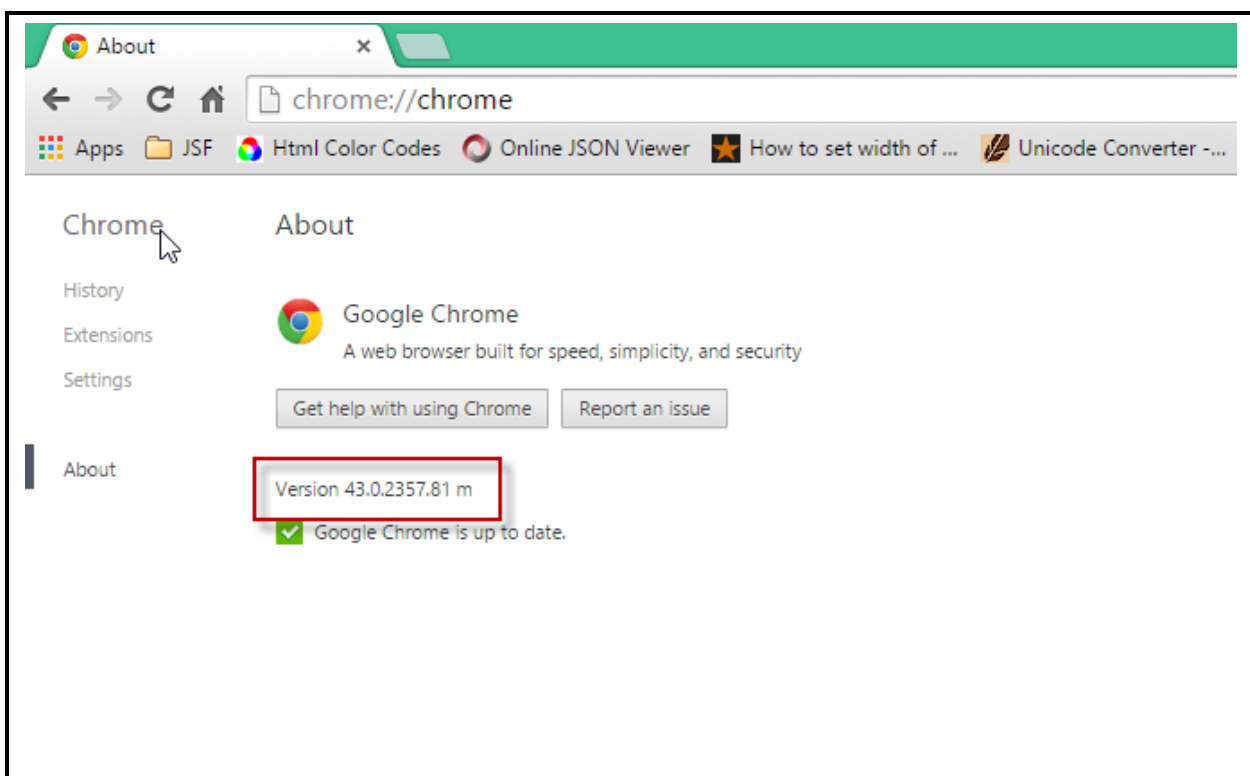 About
chrome://chrome
Apps JSF Html Color Codes Online JSON Viewer How to set width of ... Unicode Converter -...
Chrome
History
Extensions
Settings
About
About
Google Chrome
A web browser built for speed, simplicity, and security
Get help with using Chrome Report an issue
Version 43.0.2357.81 m
Google Chrome is up to date.